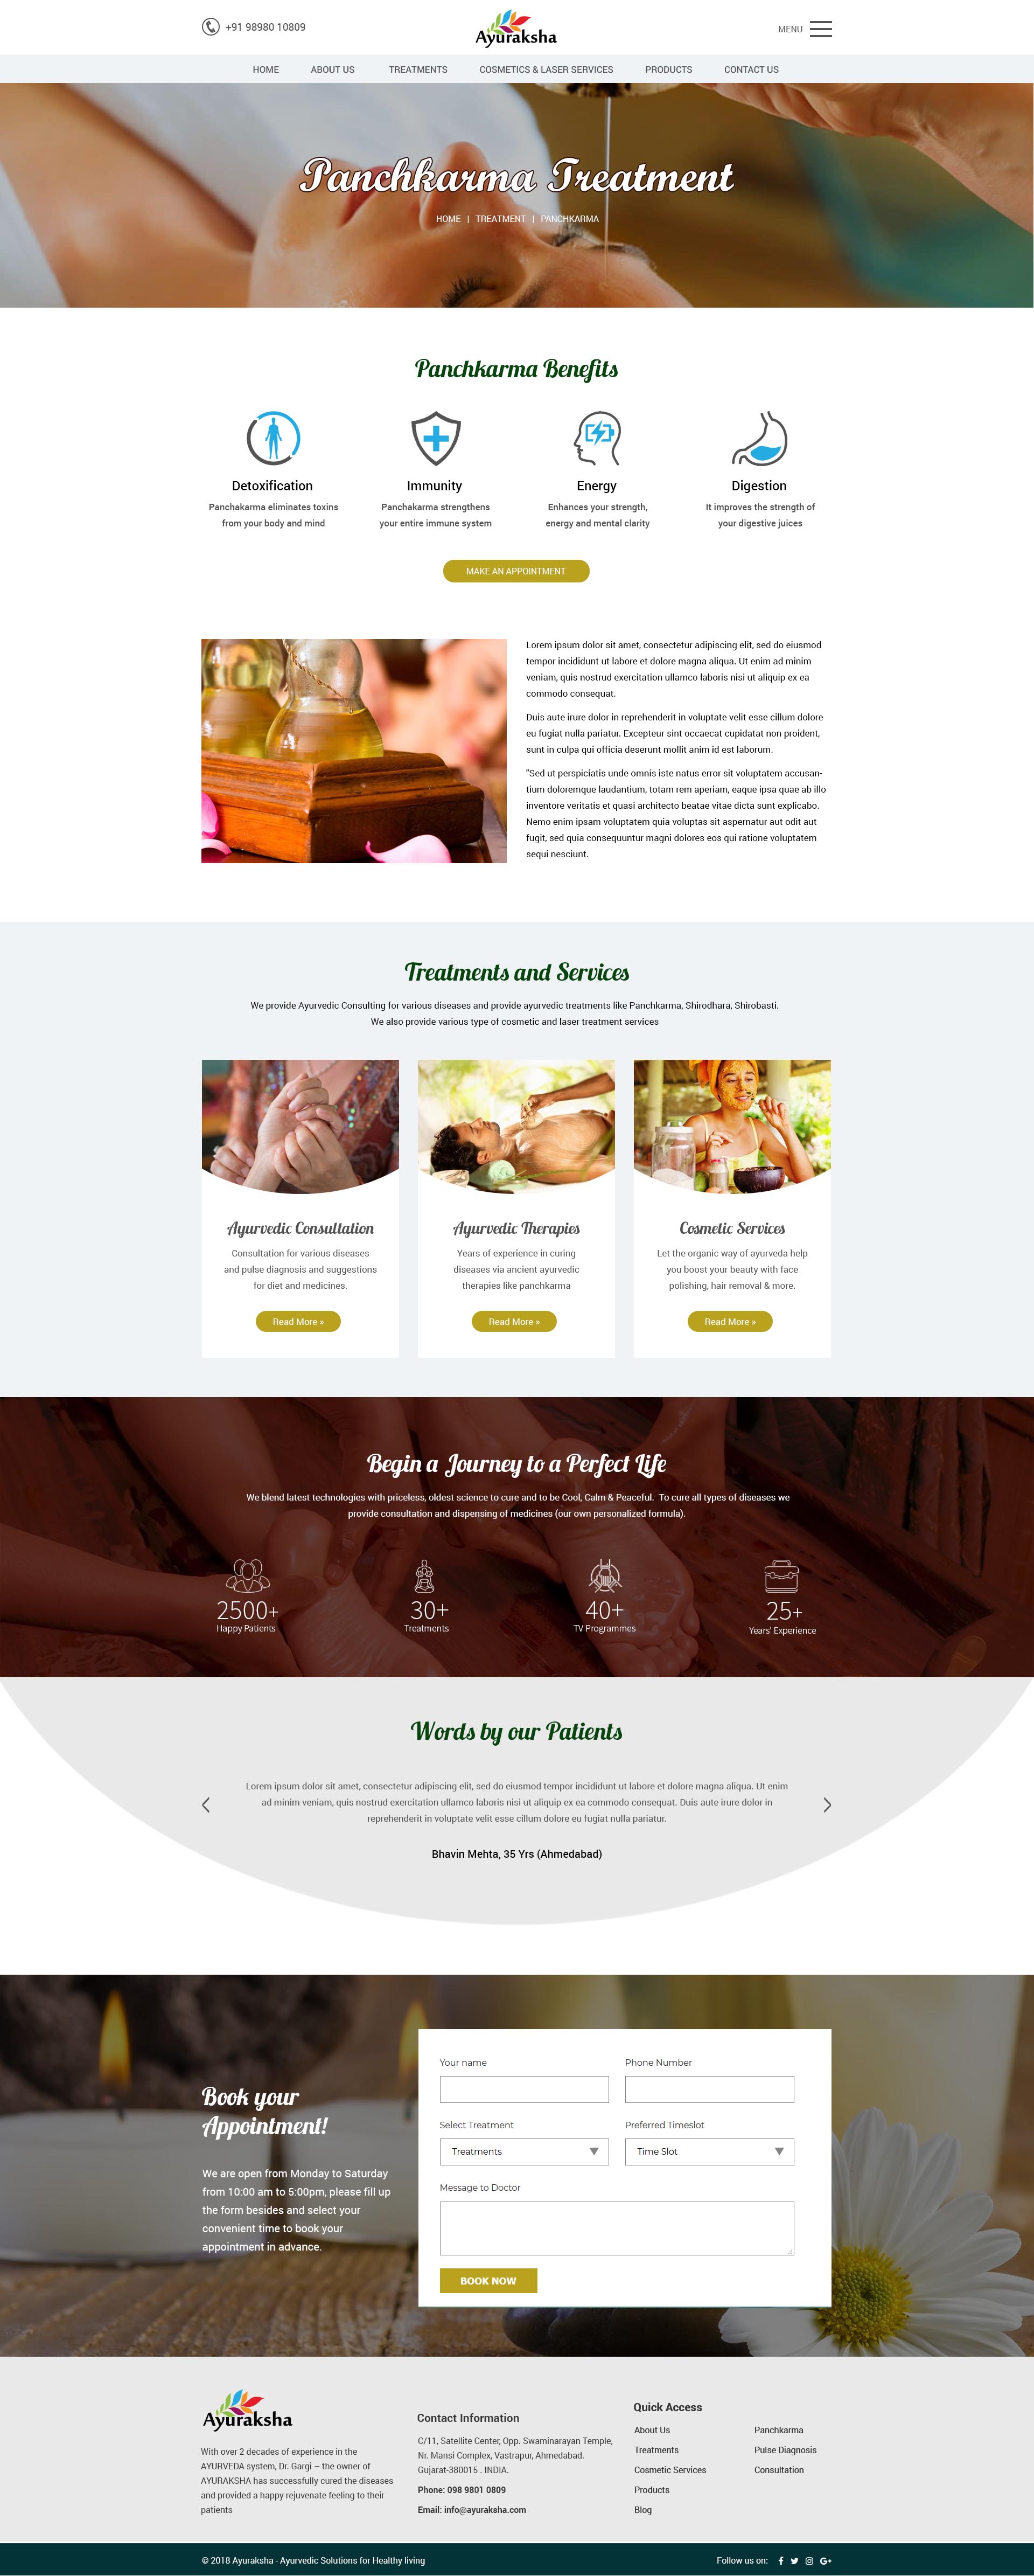 +91 98980 10809
Ayuraksha
MENU
HOME
ABOUT US
TREATMENTS
COSMETICS & LASER SERVICES
PRODUCTS
CONTACT US
Panchkarma Treatment
HOME | TREATMENT | PANCHKARMA
Panchkarma Benefits
Detoxification
Panchakarma eliminates toxins
from your body and mind
Immunity
Panchakarma strengthens
your entire immune system
Energy
Enhances your strength,
energy and mental clarity
Digestion
It improves the strength of
your digestive juices
MAKE AN APPOINTMENT
Lorem ipsum dolor sit amet, consectetur adipiscing elit, sed do eiusmod
tempor incididunt ut labore et dolore magna aliqua. Ut enim ad minim
veniam, quis nostrud exercitation ullamco laboris nisi ut aliquip ex ea
commodo consequat.
Duis aute irure dolor in reprehenderit in voluptate velit esse cillum dolore
eu fugiat nulla pariatur. Excepteur sint occaecat cupidatat non proident,
sunt in culpa qui officia deserunt mollit anim id est laborum.
"Sed ut perspiciatis unde omnis iste natus error sit voluptatem accusan-
tium doloremque laudantium, totam rem aperiam, eaque ipsa quae ab illo
inventore veritatis et quasi architecto beatae vitae dicta sunt explicabo.
Nemo enim ipsam voluptatem quia voluptas sit aspernatur aut odit aut
fugit, sed quia consequuntur magni dolores eos qui ratione voluptatem
sequi nesciunt.
Treatments and Services
We provide Ayurvedic Consulting for various diseases and provide ayurvedic treatments like Panchkarma, Shirodhara, Shirobasti.
We also provide various type of cosmetic and laser treatment services
Ayurvedic Consultation
Consultation for various diseases
and pulse diagnosis and suggestions
for diet and medicines.
Read More »
Ayurvedic Therapies
Years of experience in curing
diseases via ancient ayurvedic
therapies like panchkarma
Read More »
Cosmetic Services
Let the organic way of ayurveda help
you boost your beauty with face
polishing, hair removal & more.
Read More »
Begin a Journey to a Perfect Life
We blend latest technologies with priceless, oldest science to cure and to be Cool, Calm & Peaceful.  To cure all types of diseases we
provide consultation and dispensing of medicines (our own personalized formula).
2500+
Happy Patients
30+
Treatments
40+
TV Programmes
25+
Years' Experience
Words by our Patients
Lorem ipsum dolor sit amet, consectetur adipiscing elit, sed do eiusmod tempor incididunt ut labore et dolore magna aliqua. Ut enim
ad minim veniam, quis nostrud exercitation ullamco laboris nisi ut aliquip ex ea commodo consequat. Duis aute irure dolor in
reprehenderit in voluptate velit esse cillum dolore eu fugiat nulla pariatur.
Bhavin Mehta, 35 Yrs (Ahmedabad)
Book your
Appointment!
We are open from Monday to Saturday
from 10:00 am to 5:00pm, please fill up
the form besides and select your
convenient time to book your
appointment in advance.
Your name
Phone Number
Select Treatment
Preferred Timeslot
Treatments
Time Slot
Message to Doctor
BOOK NOW
Ayuraksha
With over 2 decades of experience in the
AYURVEDA system, Dr. Gargi – the owner of
AYURAKSHA has successfully cured the diseases
and provided a happy rejuvenate feeling to their
patients
Contact Information
C/11, Satellite Center, Opp. Swaminarayan Temple,
Nr. Mansi Complex, Vastrapur, Ahmedabad.
Gujarat-380015 . INDIA.
Phone: 098 9801 0809
Email: info@ayuraksha.com
Quick Access
About Us
Treatments
Cosmetic Services
Products
Blog
Panchkarma
Pulse Diagnosis
Consultation
© 2018 Ayuraksha - Ayurvedic Solutions for Healthy living
Follow us on: